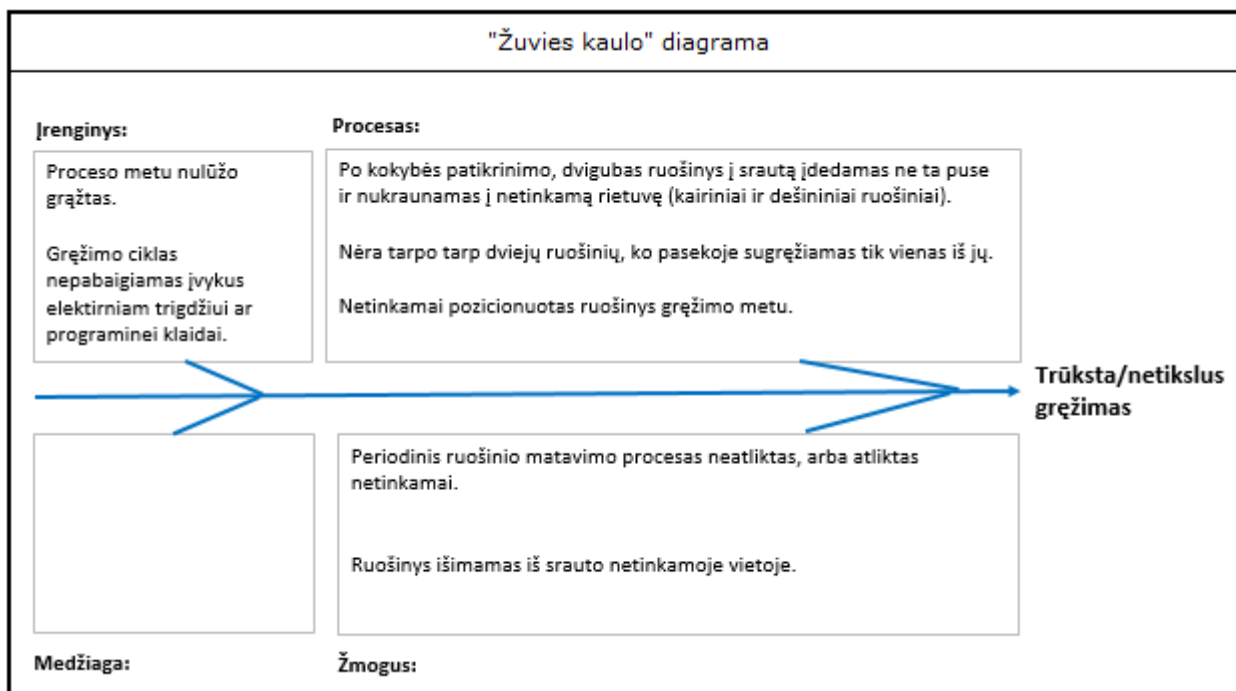 "Žuvies kaulo" diagrama
Įrenginys:
Proceso metu nulūžo
grąžtas.
Gręžimo ciklas
nepabaigiamas įvykus
elektirniam trigdžiui ar
programinei klaidai.
Procesas:
Po kokybės patikrinimo, dvigubas ruošinys į srautą įdedamas ne ta puse
ir nukraunamas į netinkamą rietuvę (kairiniai ir dešininiai ruošiniai).
Nėra tarpo tarp dviejų ruošinių, ko pasekoje sugręžiamas tik vienas iš jų.
Netinkamai pozicionuotas ruošinys gręžimo metu.
Trūksta/netikslus
gręžimas
Periodinis ruošinio matavimo procesas neatliktas, arba atliktas
netinkamai.
Ruošinys išimamas iš srauto netinkamoje vietoje.
Medžiaga:
Žmogus: